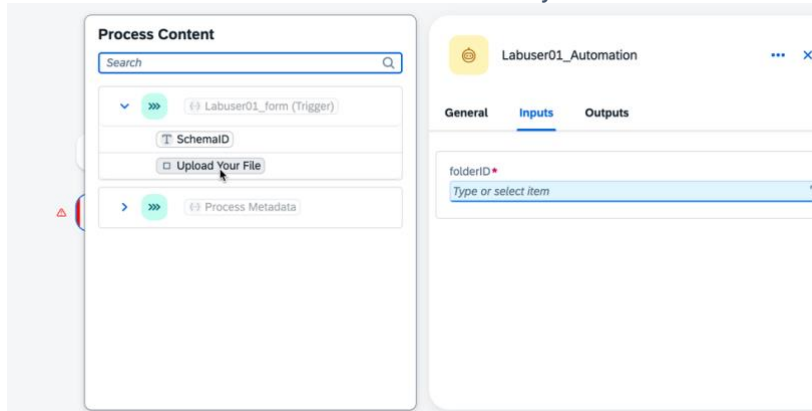 Process Content
Search
Labuser01_form (Trigger)
SchemaID
Upload Your File
Process Metadata
Labuser01_Automation
General Inputs Outputs
folderID*
Type or select item